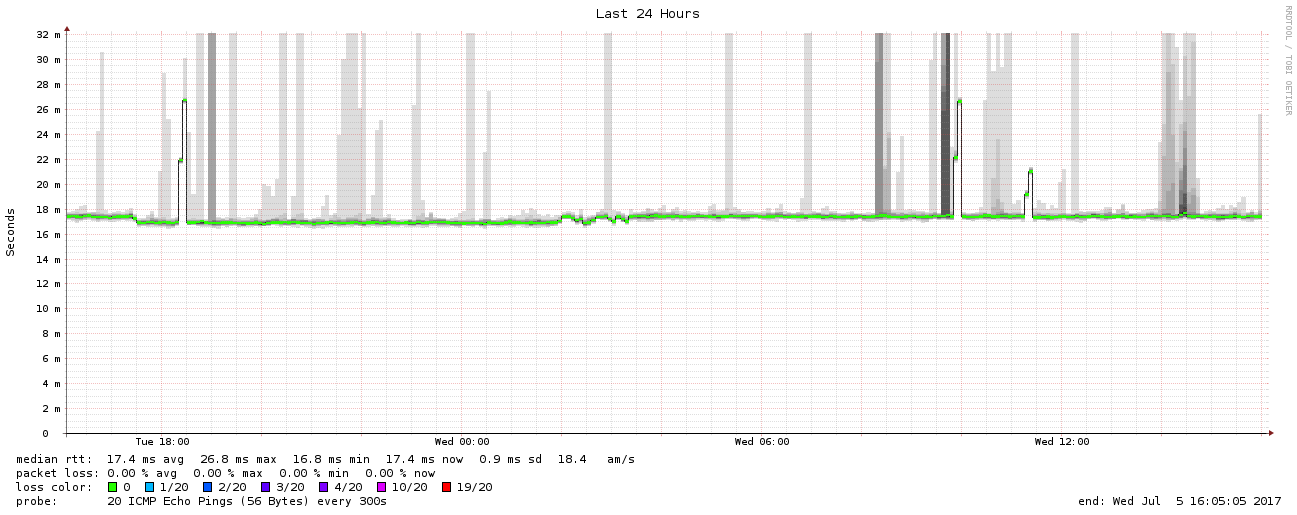 Last 24 Hours
RRDTOOL / TOBI OETIKER
Seconds
32 m
30 m
28 m
26 m
24 m
22 m
20 m
18 m
16 m
14 m
12 m
10 m
8 m
6 m
4 m
2 m
0
Tue 18:00 Wed 00:00 Wed 06:00 Wed 12:00
median rtt: 17.4 ms avg 26.8 ms max 16.8 ms min 17.4 ms now 0.9 ms sd 18.4 am/s
packet loss: 0.00 % avg 0.00 % max 0.00 % min 0.00 % now
loss color: 0 1/20 2/20 3/20 4/20 10/20 19/20
probe: 20 ICMP Echo Pings (56 Bytes) every 300s end: Wed Jul 5 16:05:05 2017